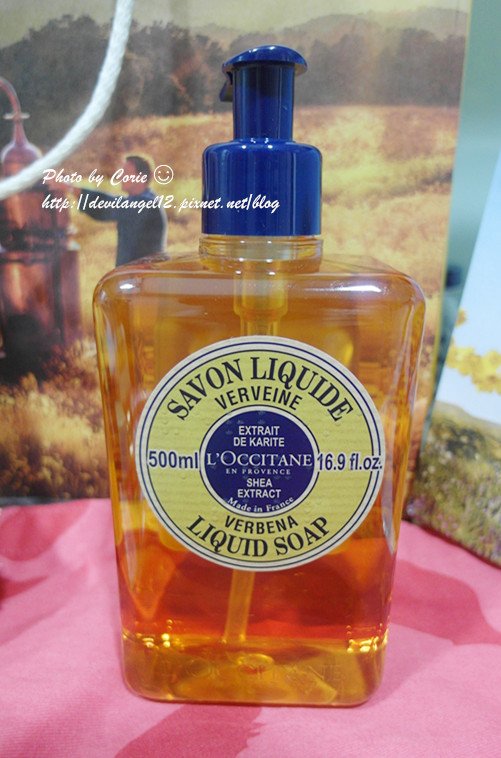 Photo by Corie ☺
http://devilangel12.pixnet.net/blog
SAVON LIQUIDE
VERVEINE
EXTRAIT
DE KARITE
500ml L'OCCITANE 16.9 fl.oz.
EN PROVENCE
SHEA
EXTRACT
Made in France
VERBENA
LIQUID SOAP
L'OCCITANE